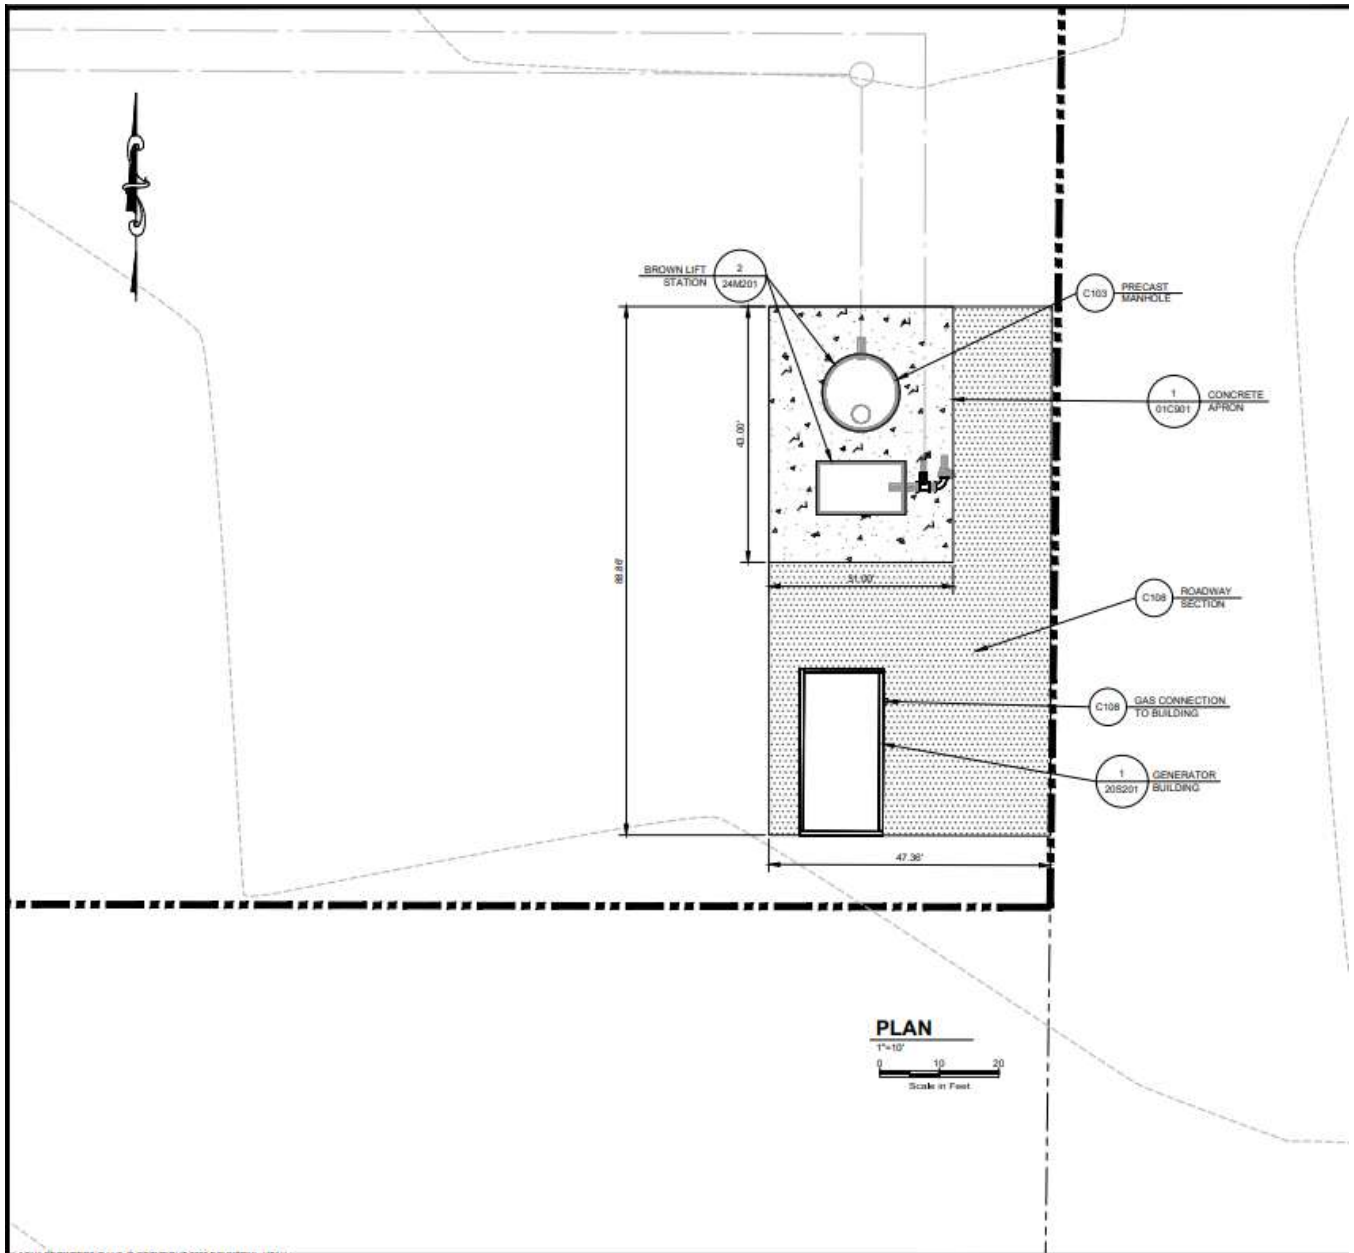 BROWN LIFT
STATION
2
24M201
C103
PRECAST
MANHOLE
1
01C901
CONCRETE
APRON
43.00'
88.86'
31.00'
C108
ROADWAY
SECTION
C108
GAS CONNECTION
TO BUILDING
1
20S201
GENERATOR
BUILDING
47.36'
PLAN
1"=10'
0 10 20
Scale in Feet